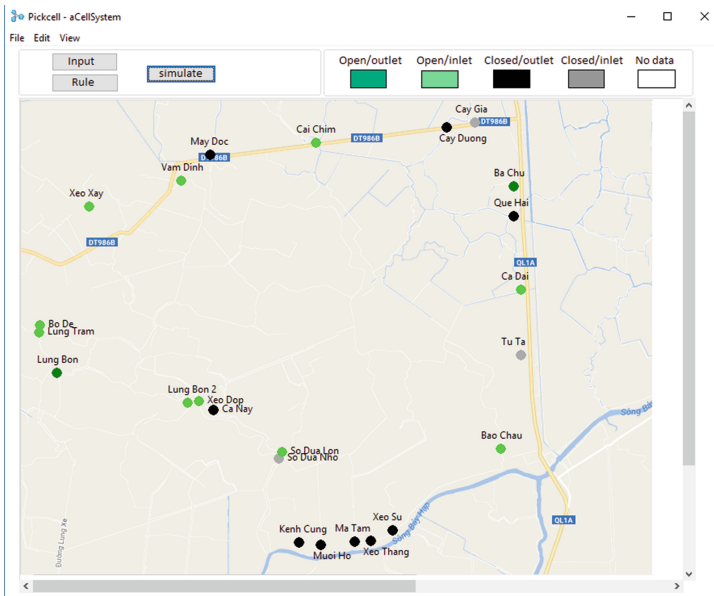 Pickcell - aCellSystem
File Edit View
Input
Rule
simulate
Open/outlet
Open/inlet
Closed/outlet
Closed/inlet
No data
Cay Gia
DT986B
Cai Chim
DT986B
Cay Duong
May Doc
DT986B
Vam Dinh
Ba Chu
Xeo Xay
Que Hai
DT986B
QL1A
Ca Dai
Bo De
Lung Tram
Tu Ta
Lung Bon
Lung Bon 2
Xeo Dop
Ca Nay
Bao Chau
So Dua Lon
So Dua Nho
Xeo Su
Sông Bảy Háp
QL1A
Kenh Cung
Ma Tam
Muoi Ho
Xeo Thang
Đường Lung Xe